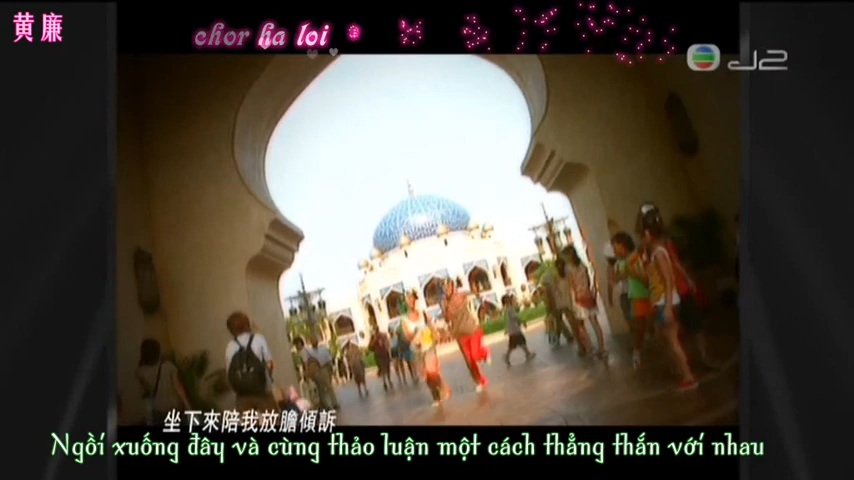 黄廉
chor ha loi
J2
坐下來陪我放膽傾訴
Ngồi xuống đây và cùng thảo luận một cách thẳng thắn với nhau